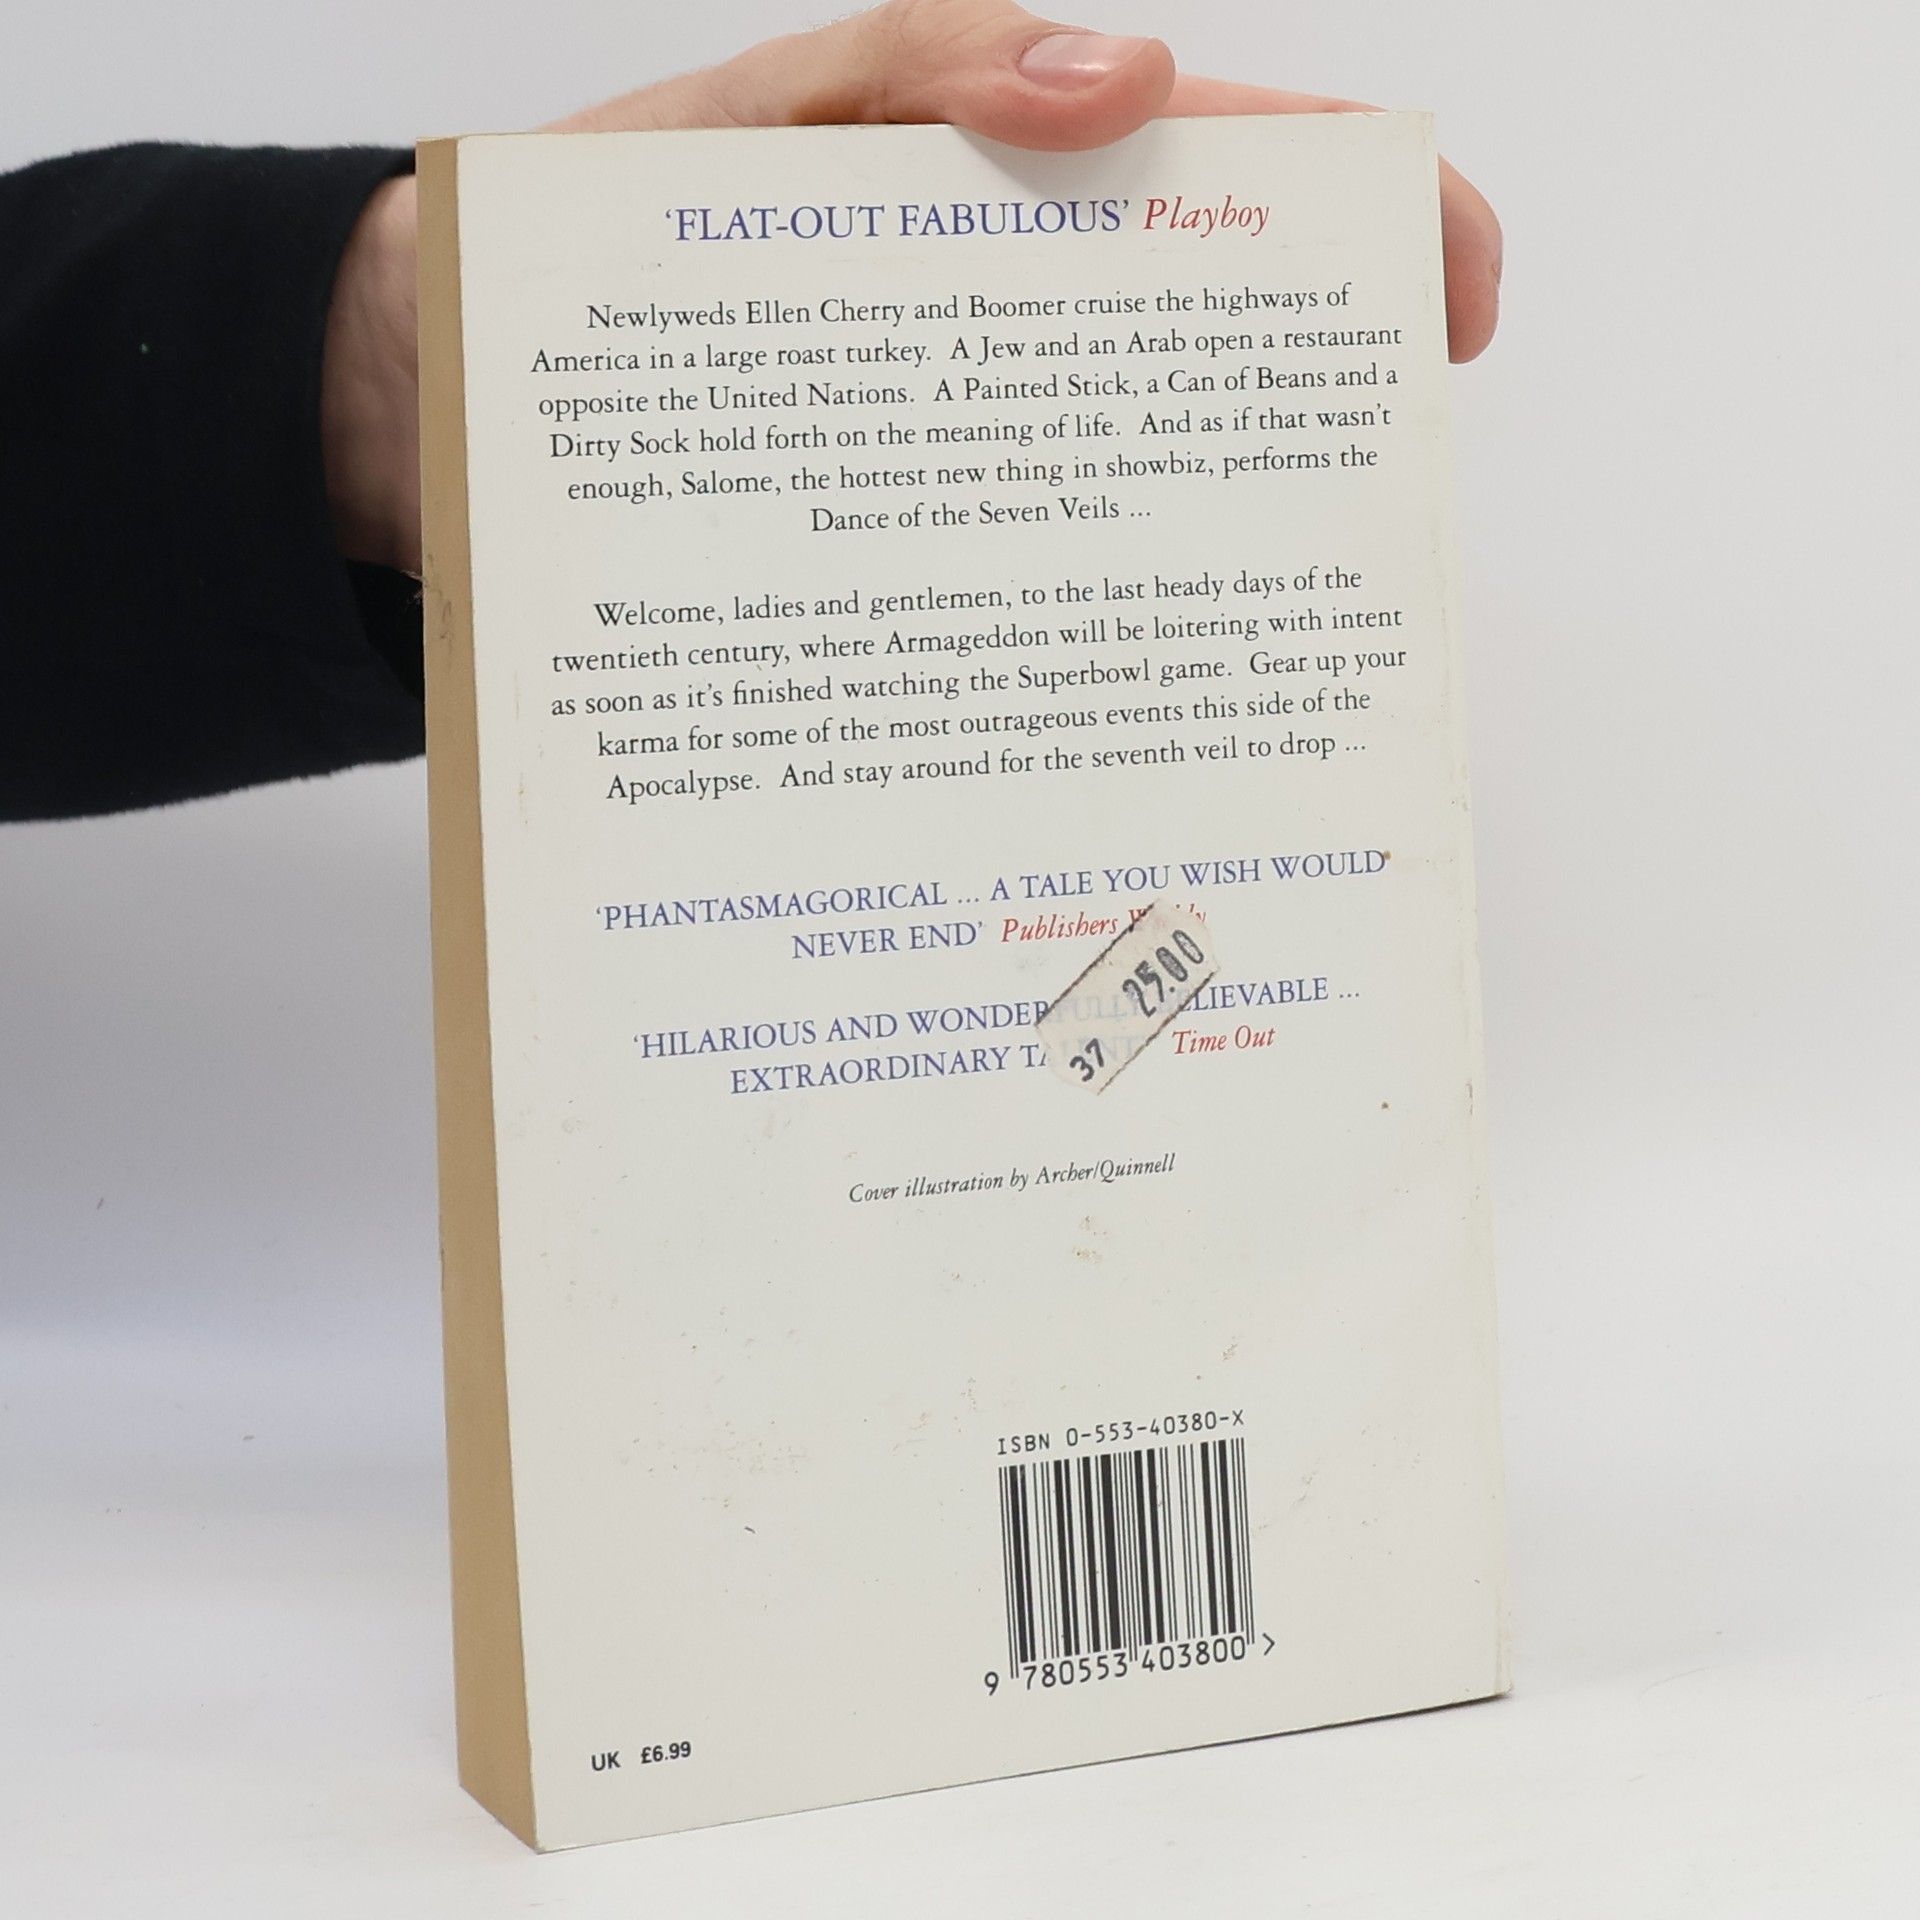 ‘FLAT-OUT FABULOUS’ Playboy
Newlyweds Ellen Cherry and Boomer cruise the highways of
America in a large roast turkey. A Jew and an Arab open a restaurant
opposite the United Nations. A Painted Stick, a Can of Beans and a
Dirty Sock hold forth on the meaning of life. And as if that wasn’t
enough, Salome, the hottest new thing in showbiz, performs the
Dance of the Seven Veils ...
Welcome, ladies and gentlemen, to the last heady days of the
twentieth century, where Armageddon will be loitering with intent
as soon as it’s finished watching the Superbowl game. Gear up your
karma for some of the most outrageous events this side of the
Apocalypse. And stay around for the seventh veil to drop ...
‘PHANTASMAGORICAL ... A TALE YOU WISH WOULD
NEVER END’ Publishers
25.00
37
‘HILARIOUS AND WONDERFULLY ...
EXTRAORDINARY Time Out
Cover illustration by Archer/Quinnell
ISBN 0-553-40380-X
9 780553 403800 >
UK £6.99